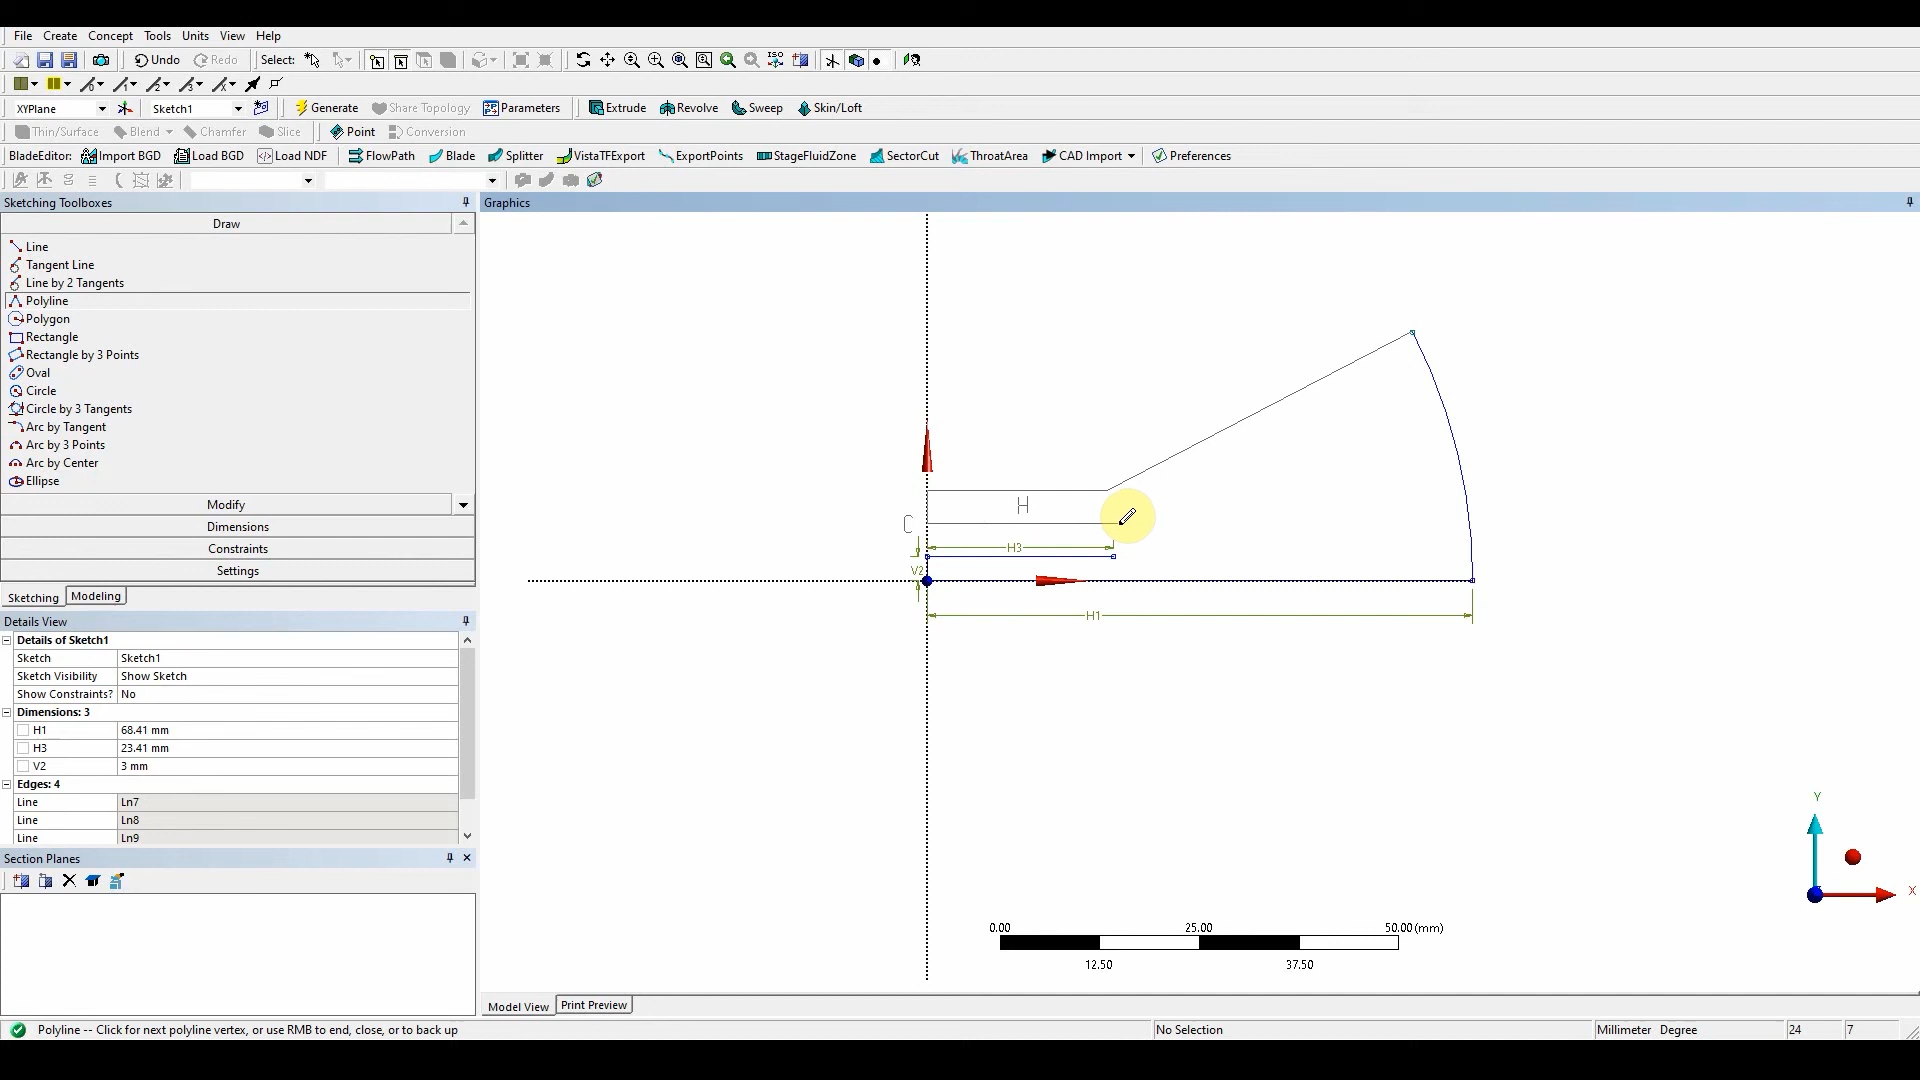 File Create Concept Tools Units View Help
Undo Redo Select: ISO
XYPlane Sketch1 Generate Share Topology Parameters Extrude Revolve Sweep Skin/Loft
Thin/Surface Blend Chamfer Slice Point Conversion
BladeEditor: Import BGD Load BGD Load NDF FlowPath Blade Splitter VistaTFExport ExportPoints StageFluidZone SectorCut ThroatArea CAD Import Preferences
Sketching Toolboxes
Draw
Line
Tangent Line
Line by 2 Tangents
Polyline
Polygon
Rectangle
Rectangle by 3 Points
Oval
Circle
Circle by 3 Tangents
Arc by Tangent
Arc by 3 Points
Arc by Center
Ellipse
Modify
Dimensions
Constraints
Settings
Sketching Modeling
Details View
Details of Sketch1
Sketch Sketch1
Sketch Visibility Show Sketch
Show Constraints? No
Dimensions: 3
H1 68.41 mm
H3 23.41 mm
V2 3 mm
Edges: 4
Line Ln7
Line Ln8
Line Ln9
Section Planes
Graphics
H
C
H3
V2
H1
Y
X
0.00 25.00 50.00 (mm)
12.50 37.50
Model View Print Preview
Polyline -- Click for next polyline vertex, or use RMB to end, close, or to back up No Selection Millimeter Degree 24 7